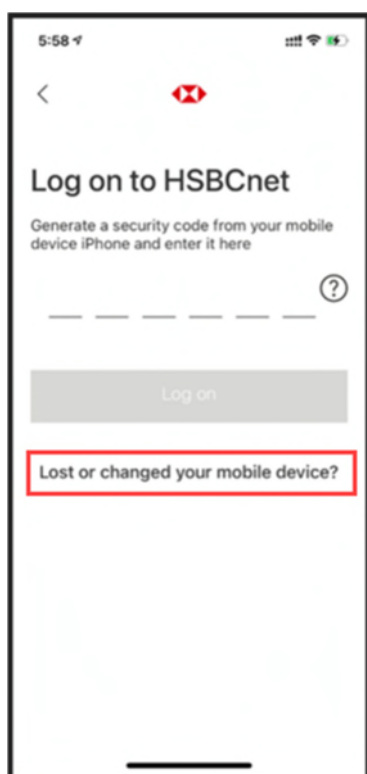 5:58
Log on to HSBCnet
Generate a security code from your mobile
device iPhone and enter it here
?
Log on
Lost or changed your mobile device?